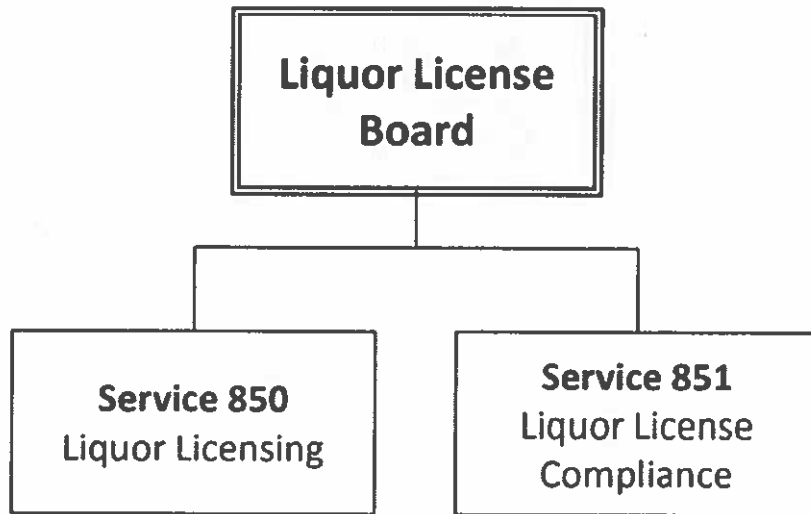 Liquor License
Board
Service 850
Liquor Licensing
Service 851
Liquor License
Compliance